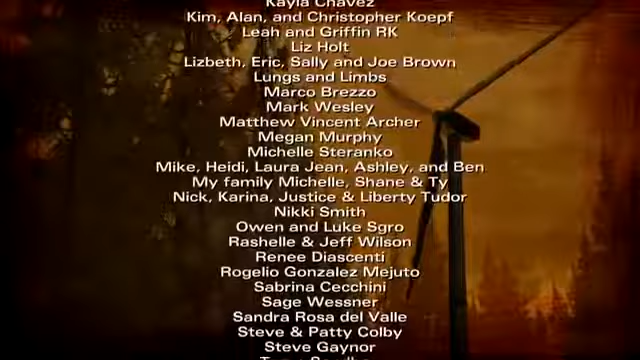 Kayla Chavez
Kim, Alan, and Christopher Koepf
Leah and Griffin RK
Liz Holt
Lizbeth, Eric, Sally and Joe Brown
Lungs and Limbs
Marco Brezzo
Mark Wesley
Matthew Vincent Archer
Megan Murphy
Michelle Steranko
Mike, Heidi, Laura Jean, Ashley, and Ben
My family Michelle, Shane & Ty
Nick, Karina, Justice & Liberty Tudor
Nikki Smith
Owen and Luke Sgro
Rashelle & Jeff Wilson
Renee Diascenti
Rogelio Gonzalez Mejuto
Sabrina Cecchini
Sage Wessner
Sandra Rosa del Valle
Steve & Patty Colby
Steve Gaynor